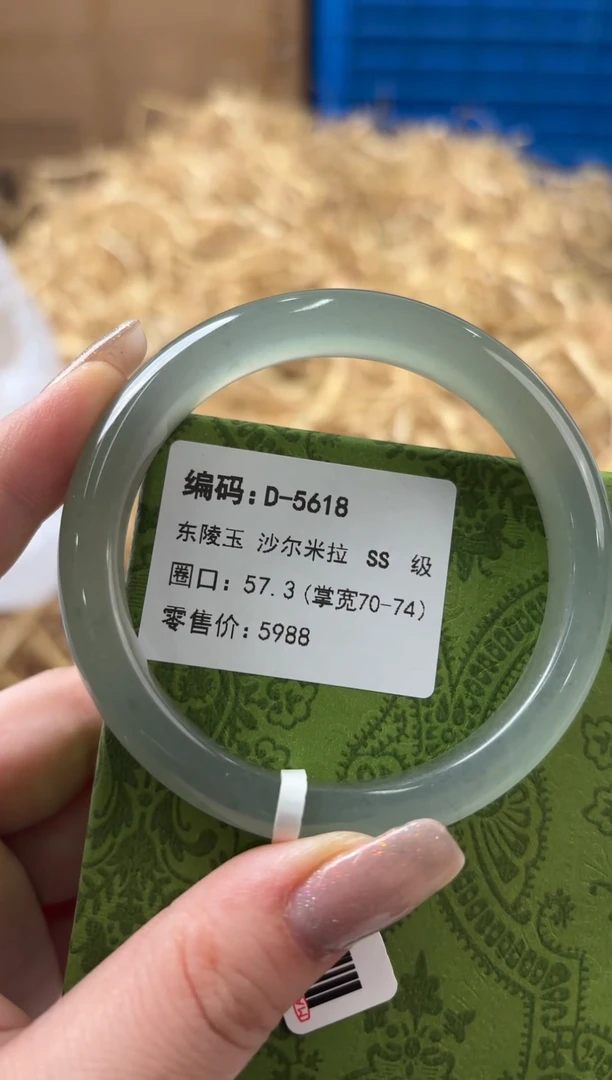 编码:D-5618
东陵玉 沙尔米拉 SS 级
圈口: 57.3(掌宽70-74)
零售价:5988